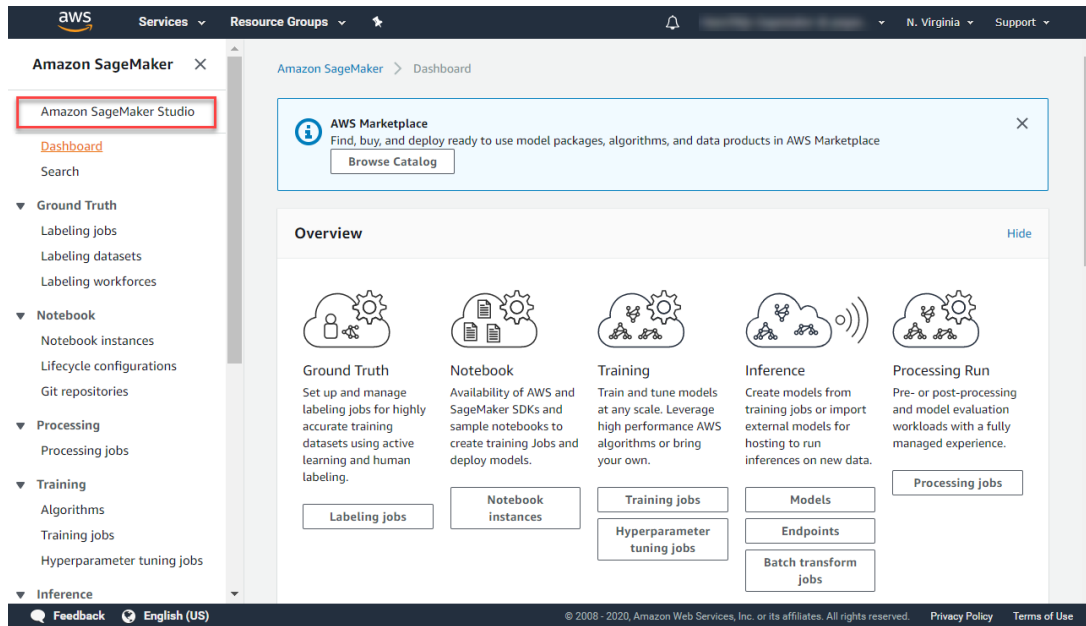 aws
Services
Resource Groups
N. Virginia
Support
Amazon SageMaker
Amazon SageMaker Studio
Dashboard
Search
Ground Truth
Labeling jobs
Labeling datasets
Labeling workforces
Notebook
Notebook instances
Lifecycle configurations
Git repositories
Processing
Processing jobs
Training
Algorithms
Training jobs
Hyperparameter tuning jobs
Inference
Amazon SageMaker > Dashboard
AWS Marketplace
Find, buy, and deploy ready to use model packages, algorithms, and data products in AWS Marketplace
Browse Catalog
Overview
Hide
Ground Truth
Set up and manage
labeling jobs for highly
accurate training
datasets using active
learning and human
labeling.
Labeling jobs
Notebook
Availability of AWS and
SageMaker SDKs and
sample notebooks to
create training Jobs and
deploy models.
Notebook
instances
Training
Train and tune models
at any scale. Leverage
high performance AWS
algorithms or bring
your own.
Training jobs
Hyperparameter
tuning jobs
Inference
Create models from
training jobs or import
external models for
hosting to run
inferences on new data.
Models
Endpoints
Batch transform
jobs
Processing Run
Pre- or post-processing
and model evaluation
workloads with a fully
managed experience.
Processing jobs
Feedback
English (US)
© 2008 - 2020, Amazon Web Services, Inc. or its affiliates. All rights reserved.
Privacy Policy
Terms of Use